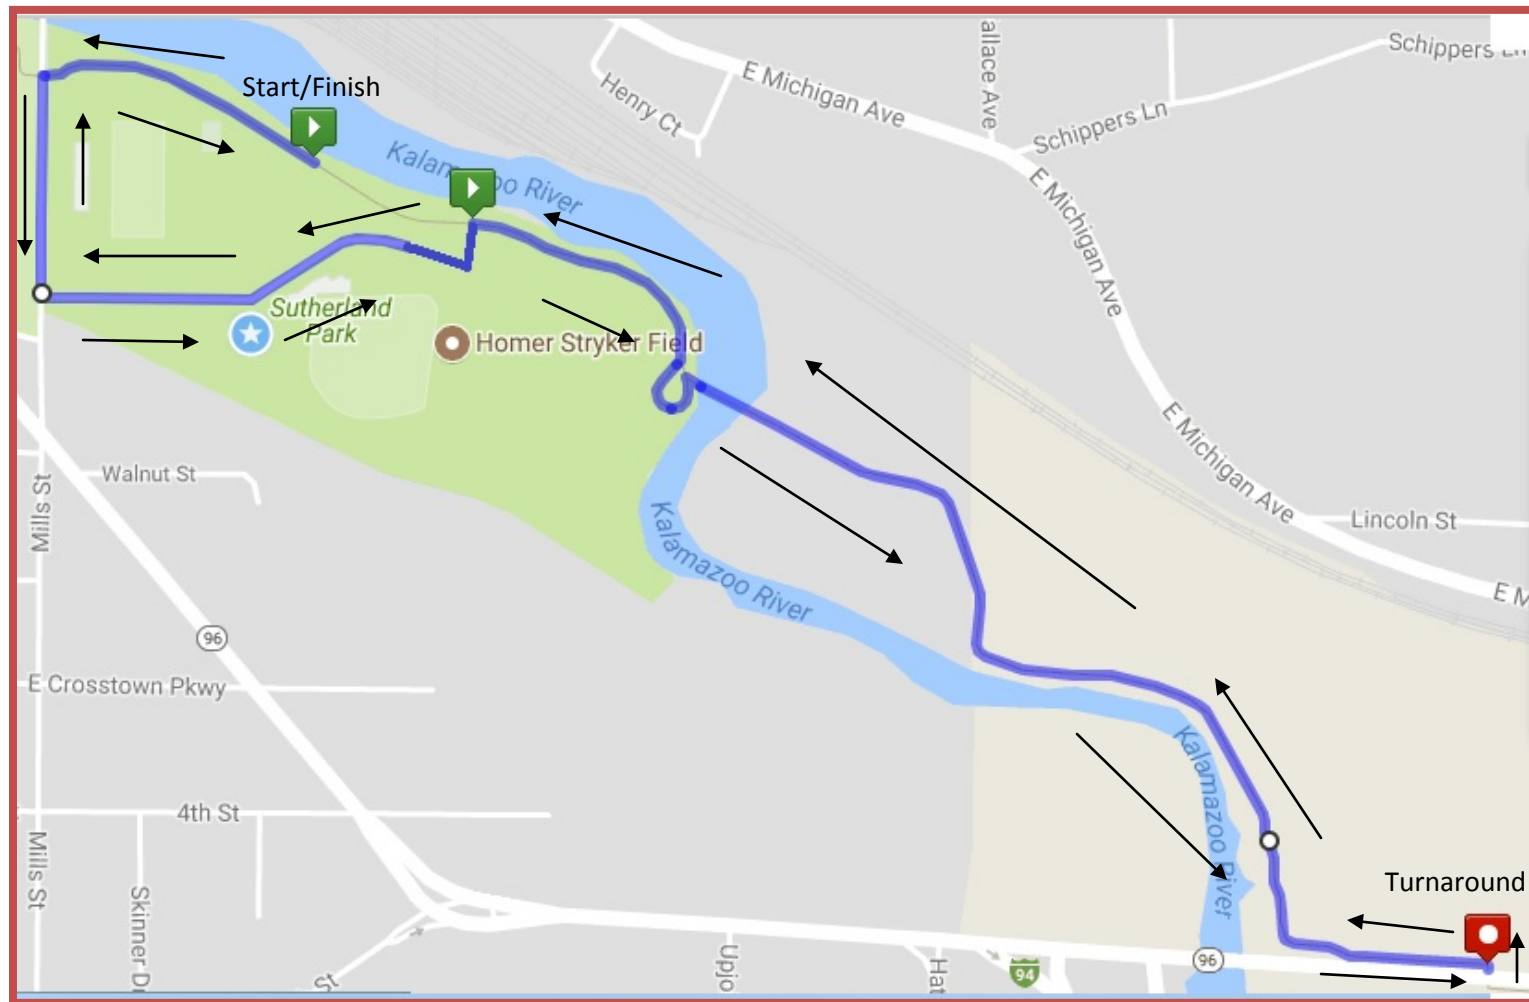 Schippers Ln
allace Ave
E Michigan Ave
Start/Finish
Henry Ct
Schippers Ln
Kalamazoo River
E Michigan Ave
Sutherland
Park
Homer Stryker Field
E Michigan Ave
Walnut St
Mills St
Lincoln St
Kalamazoo River
E M
96
E Crosstown Pkwy
Kalamazoo River
4th St
Mills St
Skinner Dr
Turnaround
St
Upjo
Hat
94
96